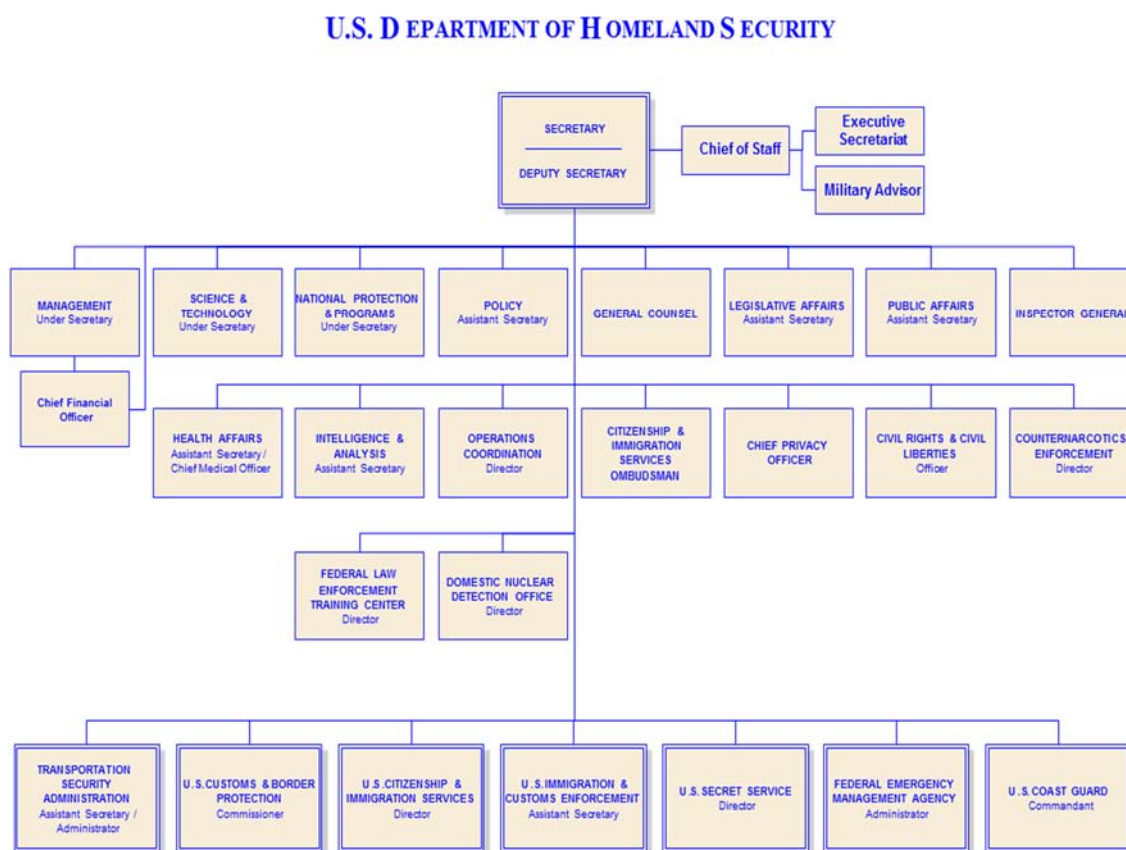 U.S. D EPARTMENT OF H OMELAND S ECURITY
SECRETARY
DEPUTY SECRETARY
Chief of Staff
Executive
Secretariat
Military Advisor
MANAGEMENT
Under Secretary
SCIENCE &
TECHNOLOGY
Under Secretary
NATIONAL PROTECTION
& PROGRAMS
Under Secretary
POLICY
Assistant Secretary
GENERAL COUNSEL
LEGISLATIVE AFFAIRS
Assistant Secretary
PUBLIC AFFAIRS
Assistant Secretary
INSPECTOR GENERAL
Chief Financial
Officer
HEALTH AFFAIRS
Assistant Secretary /
Chief Medical Officer
INTELLIGENCE &
ANALYSIS
Assistant Secretary
OPERATIONS
COORDINATION
Director
CITIZENSHIP &
IMMIGRATION
SERVICES
OMBUDSMAN
CHIEF PRIVACY
OFFICER
CIVIL RIGHTS & CIVIL
LIBERTIES
Officer
COUNTERNARCOTICS
ENFORCEMENT
Director
FEDERAL LAW
ENFORCEMENT
TRAINING CENTER
Director
DOMESTIC NUCLEAR
DETECTION OFFICE
Director
TRANSPORTATION
SECURITY
ADMINISTRATION
Assistant Secretary /
Administrator
U.S. CUSTOMS & BORDER
PROTECTION
Commissioner
U.S. CITIZENSHIP &
IMMIGRATION SERVICES
Director
U.S. IMMIGRATION &
CUSTOMS ENFORCEMENT
Assistant Secretary
U.S. SECRET SERVICE
Director
FEDERAL EMERGENCY
MANAGEMENT AGENCY
Administrator
U.S. COAST GUARD
Commandant